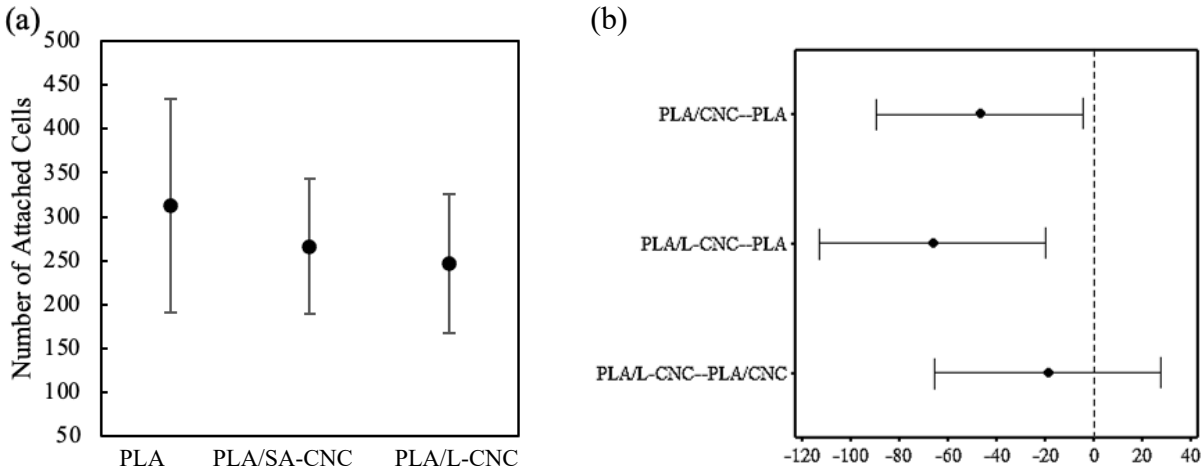 (a)
Number of Attached Cells
500
450
400
350
300
250
200
150
100
50
PLA PLA/SA-CNC PLA/L-CNC
(b)
PLA/CNC--PLA
PLA/L-CNC--PLA
PLA/L-CNC--PLA/CNC
-120 -100 -80 -60 -40 -20 0 20 40